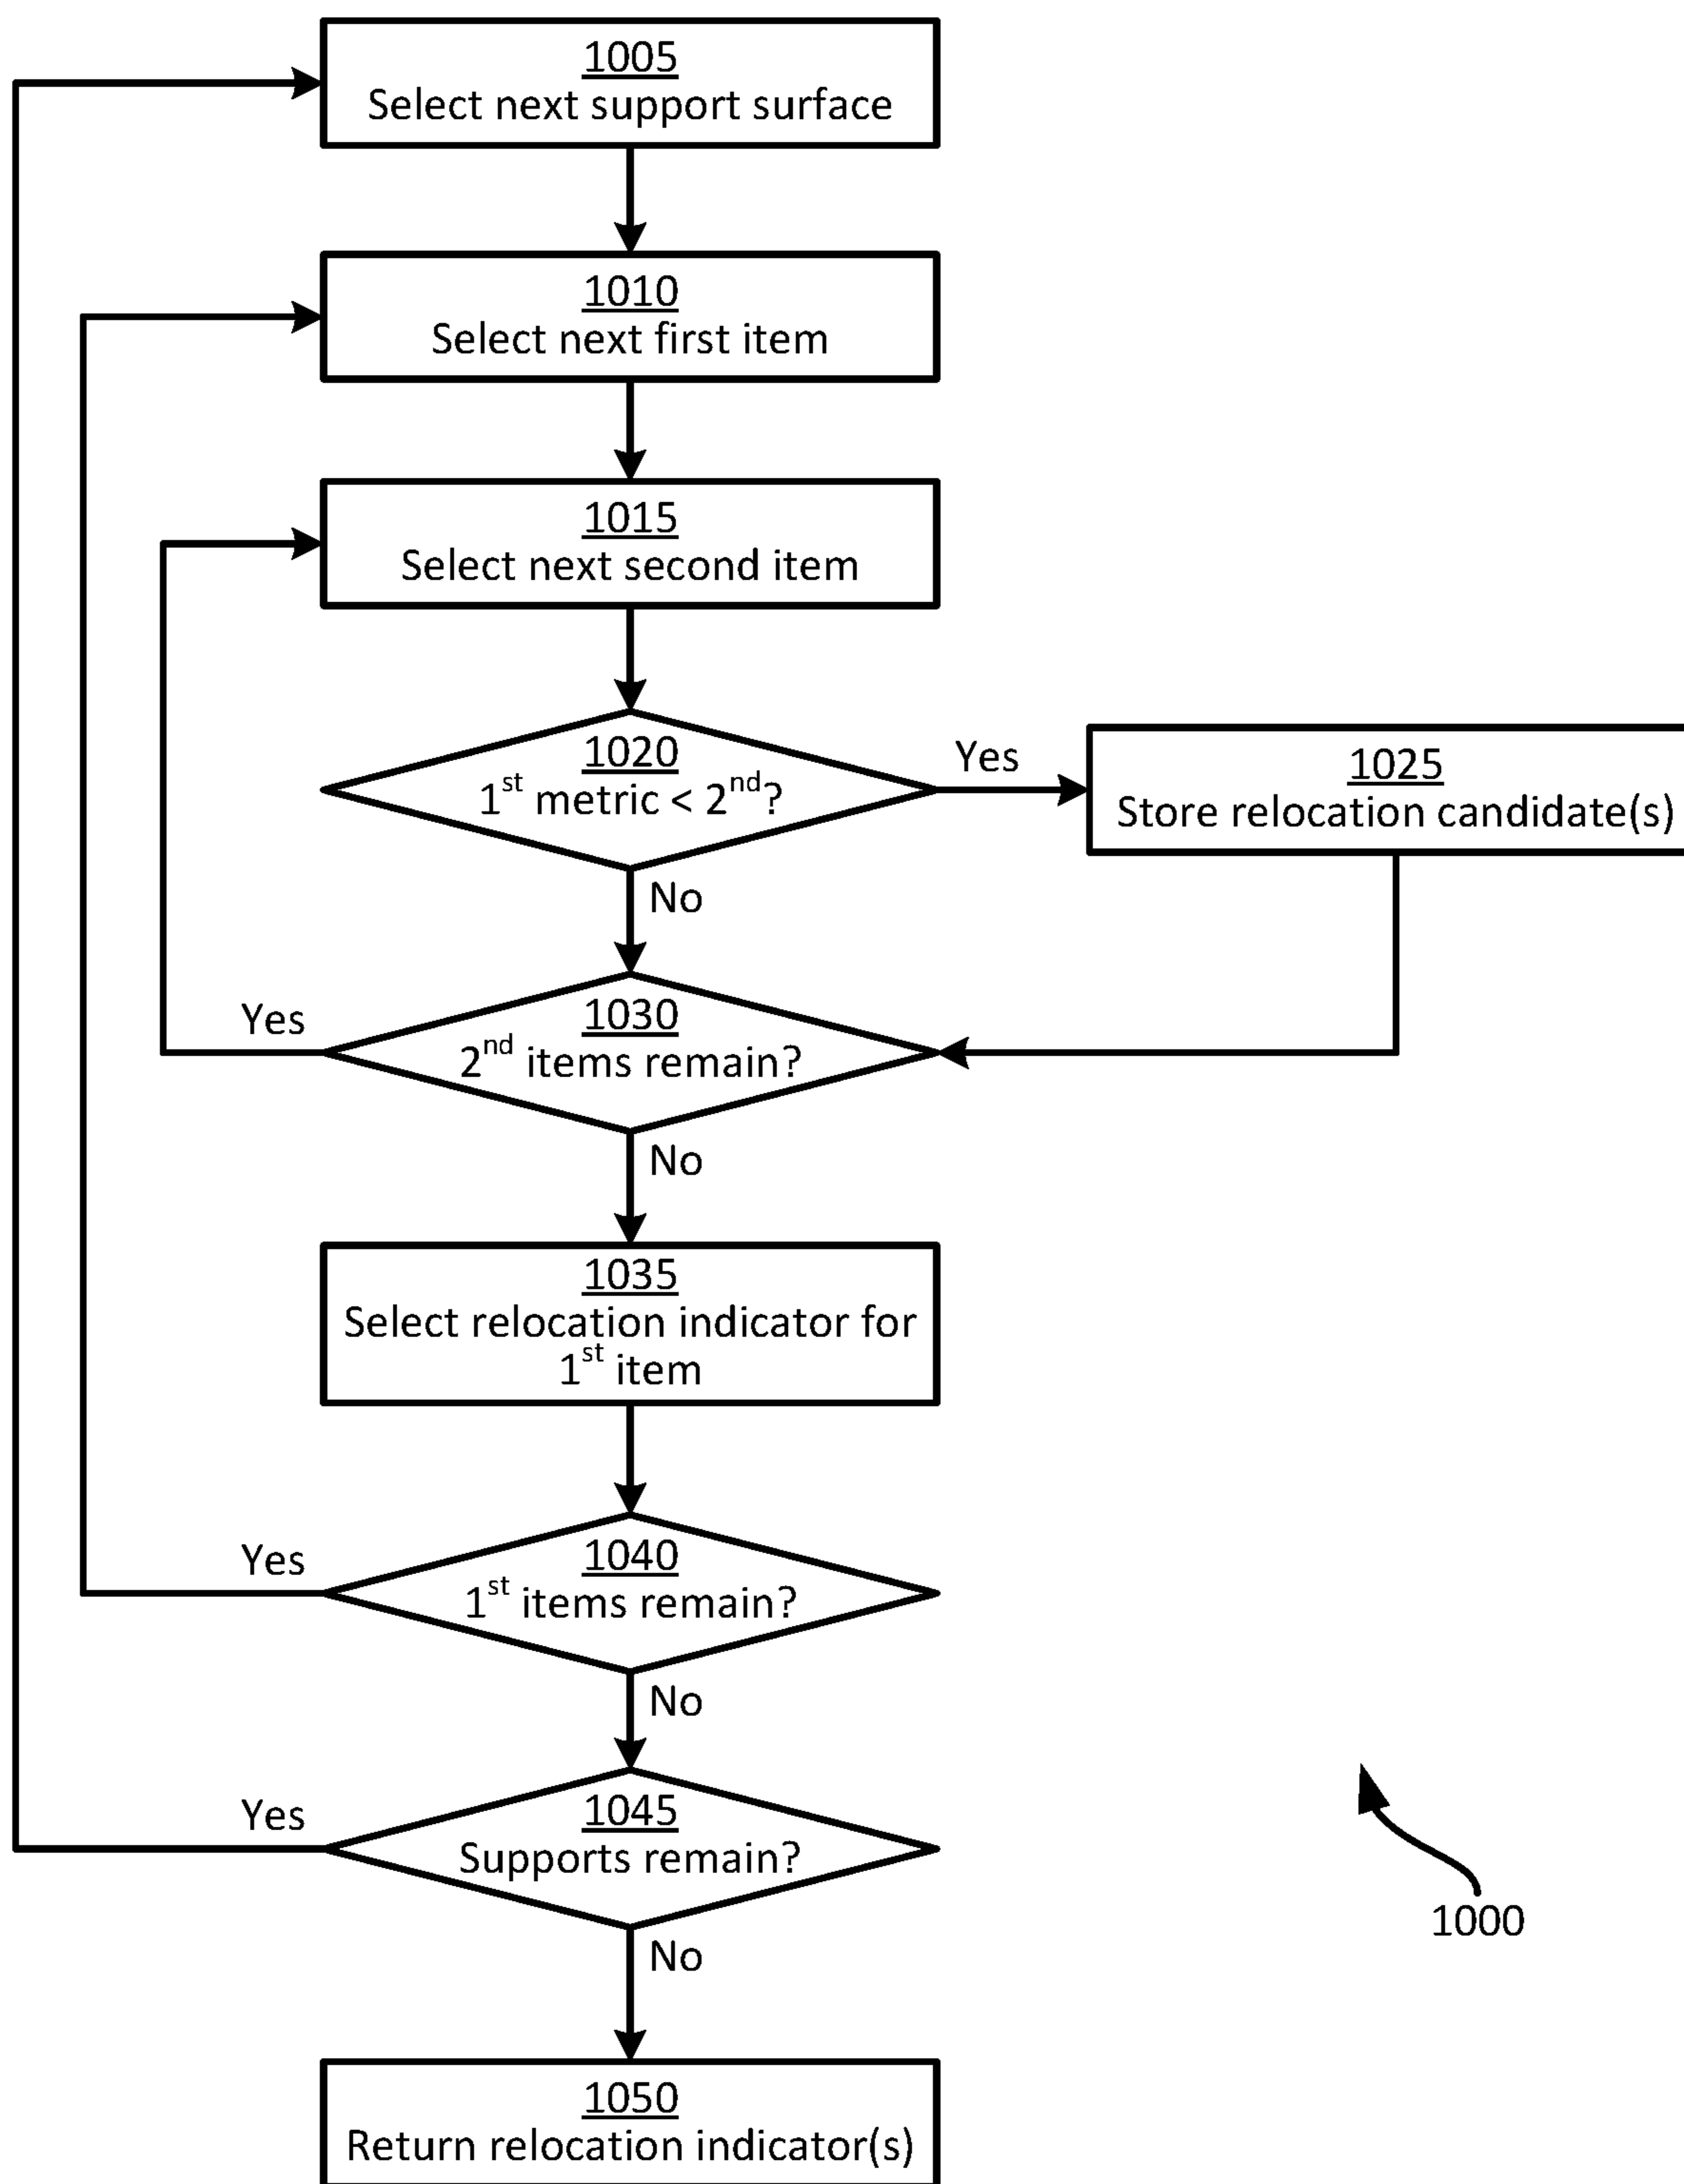 1005
Select next support surface
1010
Select next first item
1015
Select next second item
1020
1st metric < 2nd?
Yes
1025
Store relocation candidate(s)
No
Yes
1030
2nd items remain?
No
1035
Select relocation indicator for
1st item
Yes
1040
1st items remain?
No
Yes
1045
Supports remain?
1000
No
1050
Return relocation indicator(s)